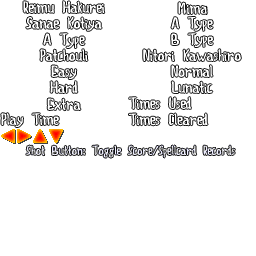 Reimu Hakurei Mima
Sanae Kotiya A Type
A Type B Type
Patchouli Nitori Kawashiro
Easy Normal
Hard Lunatic
Extra Times Used
Play Time Times Cleared
Shot Button: Toggle Score/Spellcard Records